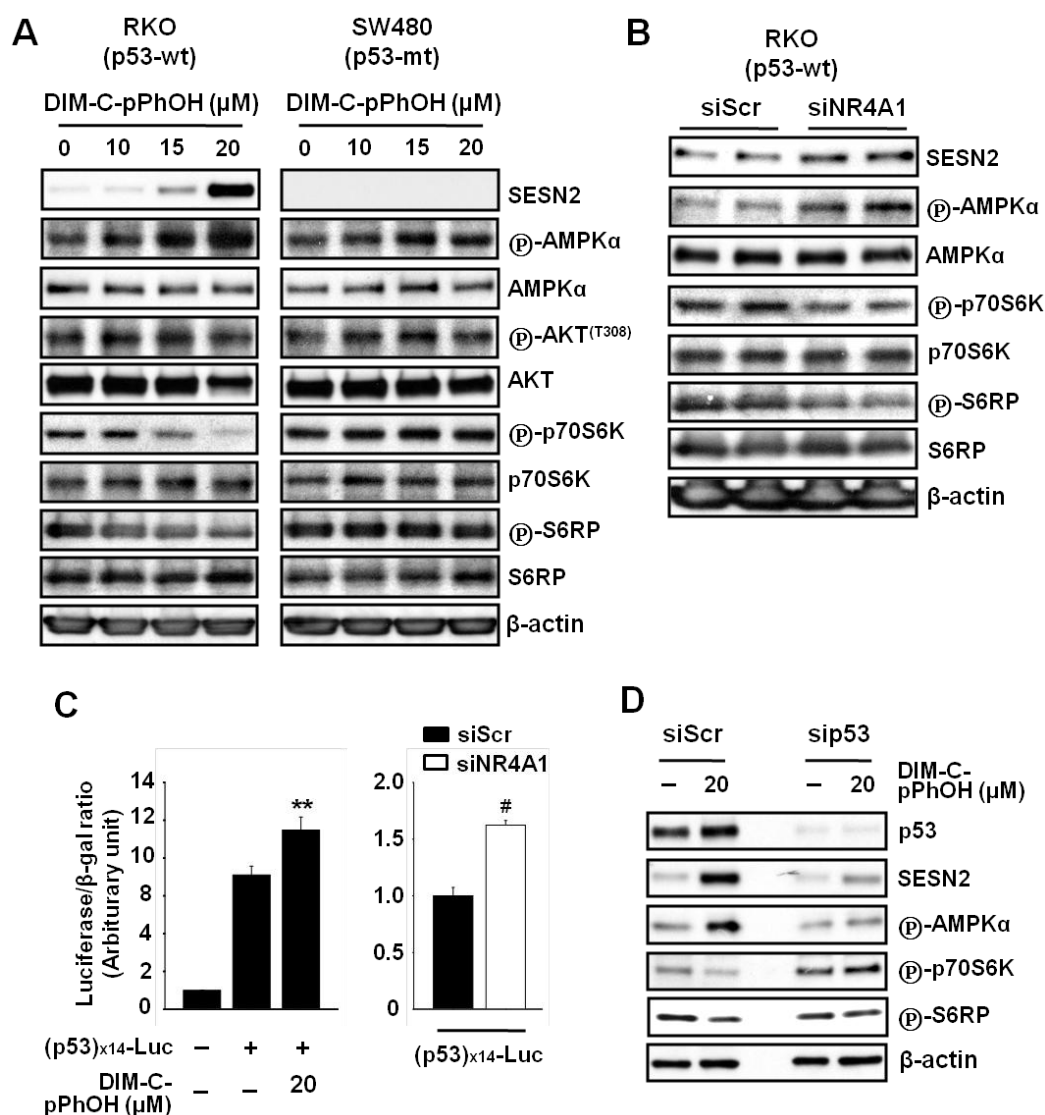 A
RKO
(p53-wt)
SW480
(p53-mt)
DIM-C-pPhOH (µM)
DIM-C-pPhOH (µM)
0 10 15 20
0 10 15 20
SESN2
Ⓟ-AMPKα
AMPKα
Ⓟ-AKT(T308)
AKT
Ⓟ-p70S6K
p70S6K
Ⓟ-S6RP
S6RP
β-actin
B
RKO
(p53-wt)
siScr siNR4A1
SESN2
Ⓟ-AMPKα
AMPKα
Ⓟ-p70S6K
p70S6K
Ⓟ-S6RP
S6RP
β-actin
C
Luciferase/β-gal ratio
(Arbiturary unit)
14
12
10
8
6
4
2
0
**
(p53)x14-Luc – + +
DIM-C-
pPhOH (µM) – – 20
siScr
siNR4A1
2.0
1.5
1.0
0.5
0
#
(p53)x14-Luc
D
siScr sip53
– 20 – 20
DIM-C-
pPhOH (µM)
p53
SESN2
Ⓟ-AMPKα
Ⓟ-p70S6K
Ⓟ-S6RP
β-actin